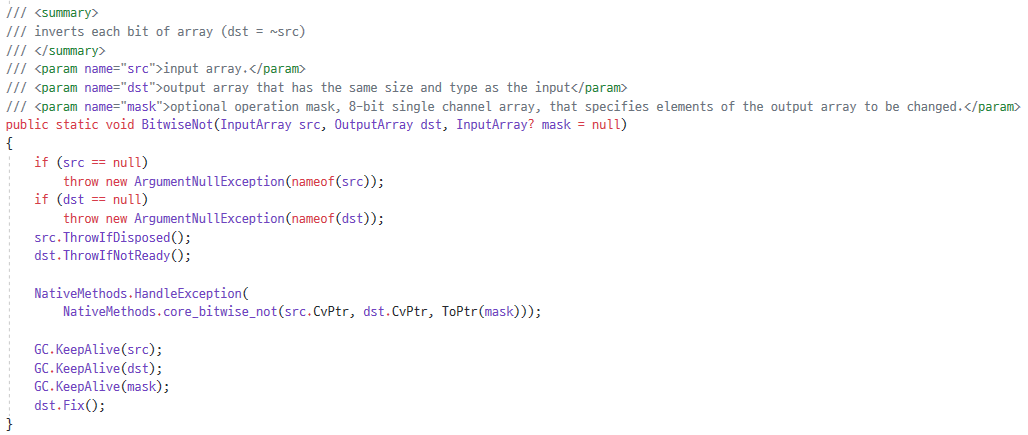 /// <summary>
/// inverts each bit of array (dst = ~src)
/// </summary>
/// <param name="src">input array.</param>
/// <param name="dst">output array that has the same size and type as the input</param>
/// <param name="mask">optional operation mask, 8-bit single channel array, that specifies elements of the output array to be changed.</param>
public static void BitwiseNot(InputArray src, OutputArray dst, InputArray? mask = null)
{
    if (src == null)
        throw new ArgumentNullException(nameof(src));
    if (dst == null)
        throw new ArgumentNullException(nameof(dst));
    src.ThrowIfDisposed();
    dst.ThrowIfNotReady();

    NativeMethods.HandleException(
        NativeMethods.core_bitwise_not(src.CvPtr, dst.CvPtr, ToPtr(mask)));

    GC.KeepAlive(src);
    GC.KeepAlive(dst);
    GC.KeepAlive(mask);
    dst.Fix();
}